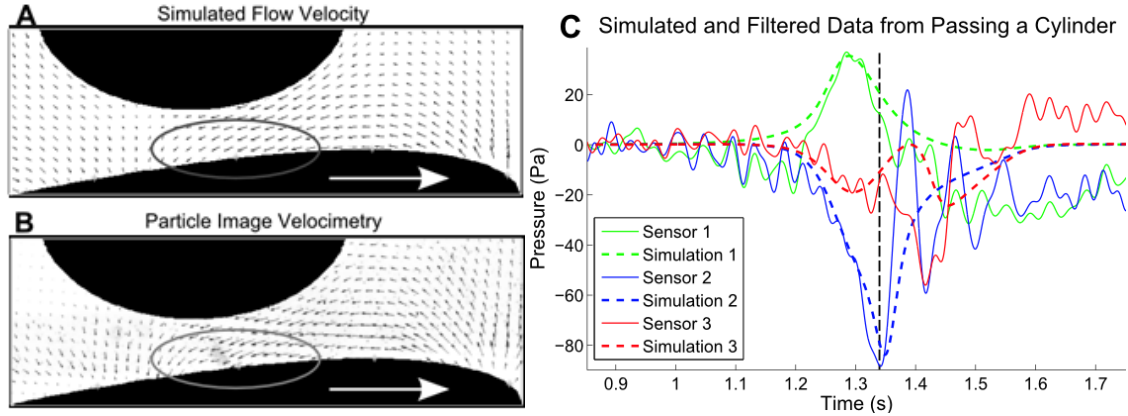 A
Simulated Flow Velocity
B
Particle Image Velocimetry
C
Simulated and Filtered Data from Passing a Cylinder
Pressure (Pa)
20
0
-20
-40
-60
-80
Sensor 1
Simulation 1
Sensor 2
Simulation 2
Sensor 3
Simulation 3
0.9
1
1.1
1.2
1.3
1.4
1.5
1.6
1.7
Time (s)